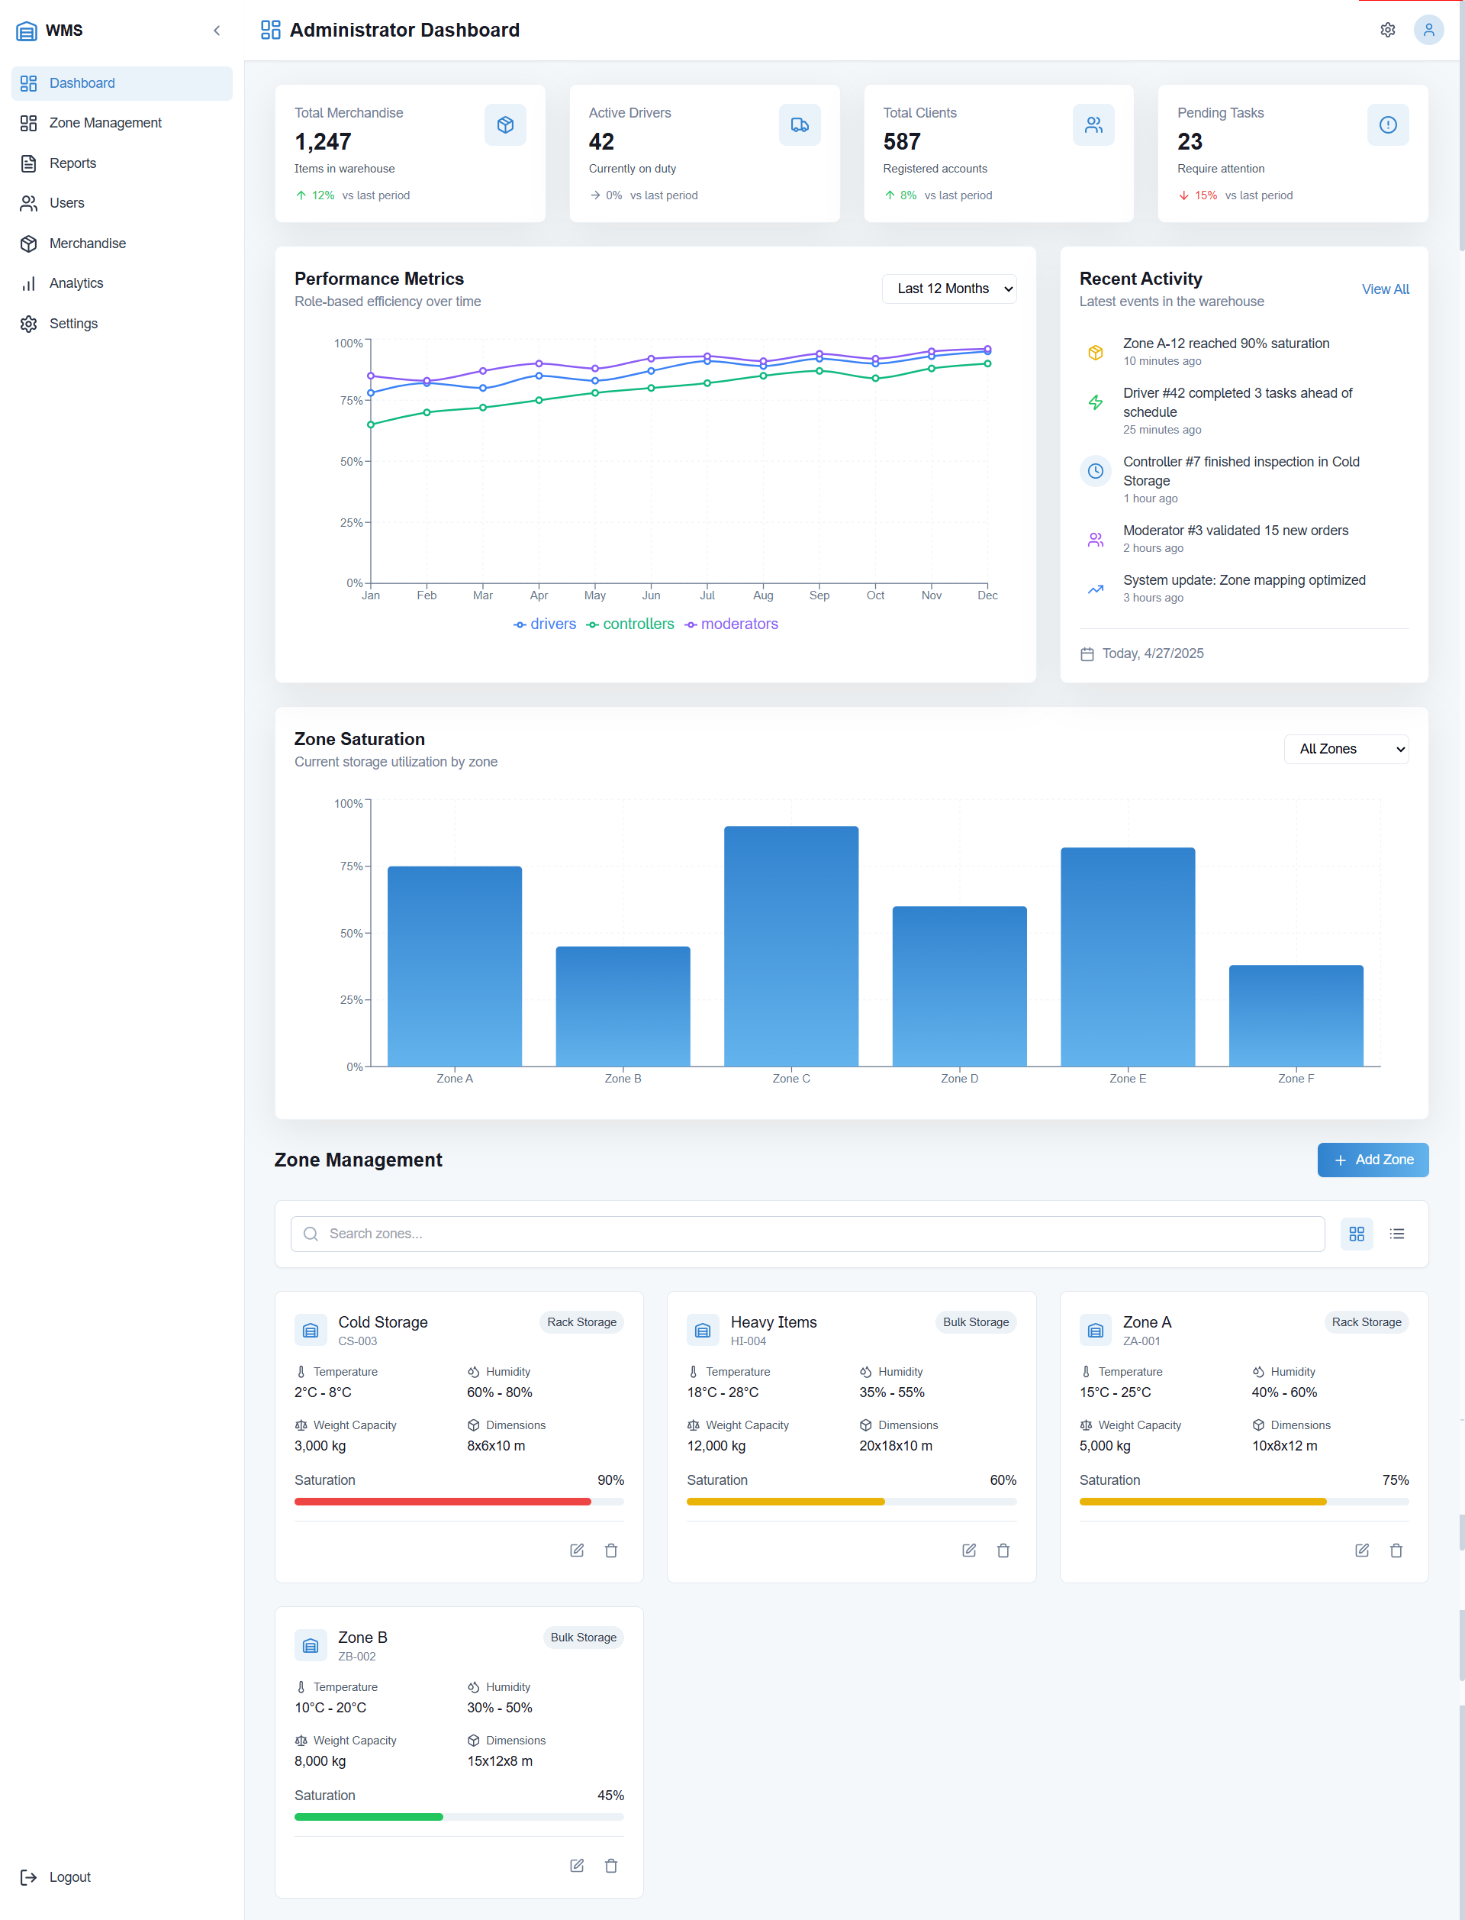 WMS
Dashboard
Zone Management
Reports
Users
Merchandise
Analytics
Settings
Logout
Administrator Dashboard
Total Merchandise
1,247
Items in warehouse
12% vs last period
Active Drivers
42
Currently on duty
0% vs last period
Total Clients
587
Registered accounts
8% vs last period
Pending Tasks
23
Require attention
15% vs last period
Performance Metrics
Role-based efficiency over time
Last 12 Months
100%
75%
50%
25%
0%
Jan Feb Mar Apr May Jun Jul Aug Sep Oct Nov Dec
drivers controllers moderators
Recent Activity
Latest events in the warehouse
View All
Zone A-12 reached 90% saturation
10 minutes ago
Driver #42 completed 3 tasks ahead of
schedule
25 minutes ago
Controller #7 finished inspection in Cold
Storage
1 hour ago
Moderator #3 validated 15 new orders
2 hours ago
System update: Zone mapping optimized
3 hours ago
Today, 4/27/2025
Zone Saturation
Current storage utilization by zone
All Zones
100%
75%
50%
25%
0%
Zone A Zone B Zone C Zone D Zone E Zone F
Zone Management
Add Zone
Search zones...
Cold Storage
Rack Storage
CS-003
Temperature Humidity
2°C - 8°C 60% - 80%
Weight Capacity Dimensions
3,000 kg 8x6x10 m
Saturation 90%
Heavy Items
Bulk Storage
HI-004
Temperature Humidity
18°C - 28°C 35% - 55%
Weight Capacity Dimensions
12,000 kg 20x18x10 m
Saturation 60%
Zone A
Rack Storage
ZA-001
Temperature Humidity
15°C - 25°C 40% - 60%
Weight Capacity Dimensions
5,000 kg 10x8x12 m
Saturation 75%
Zone B
Bulk Storage
ZB-002
Temperature Humidity
10°C - 20°C 30% - 50%
Weight Capacity Dimensions
8,000 kg 15x12x8 m
Saturation 45%